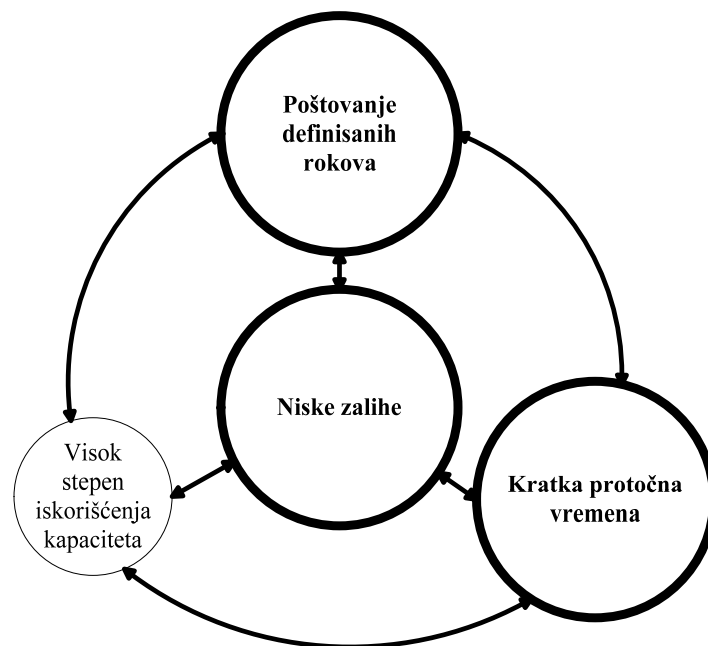 Poštovanje
definisanih
rokova
Niske zalihe
Visok
stepen
iskorišćenja
kapaciteta
Kratka protočna
vremena